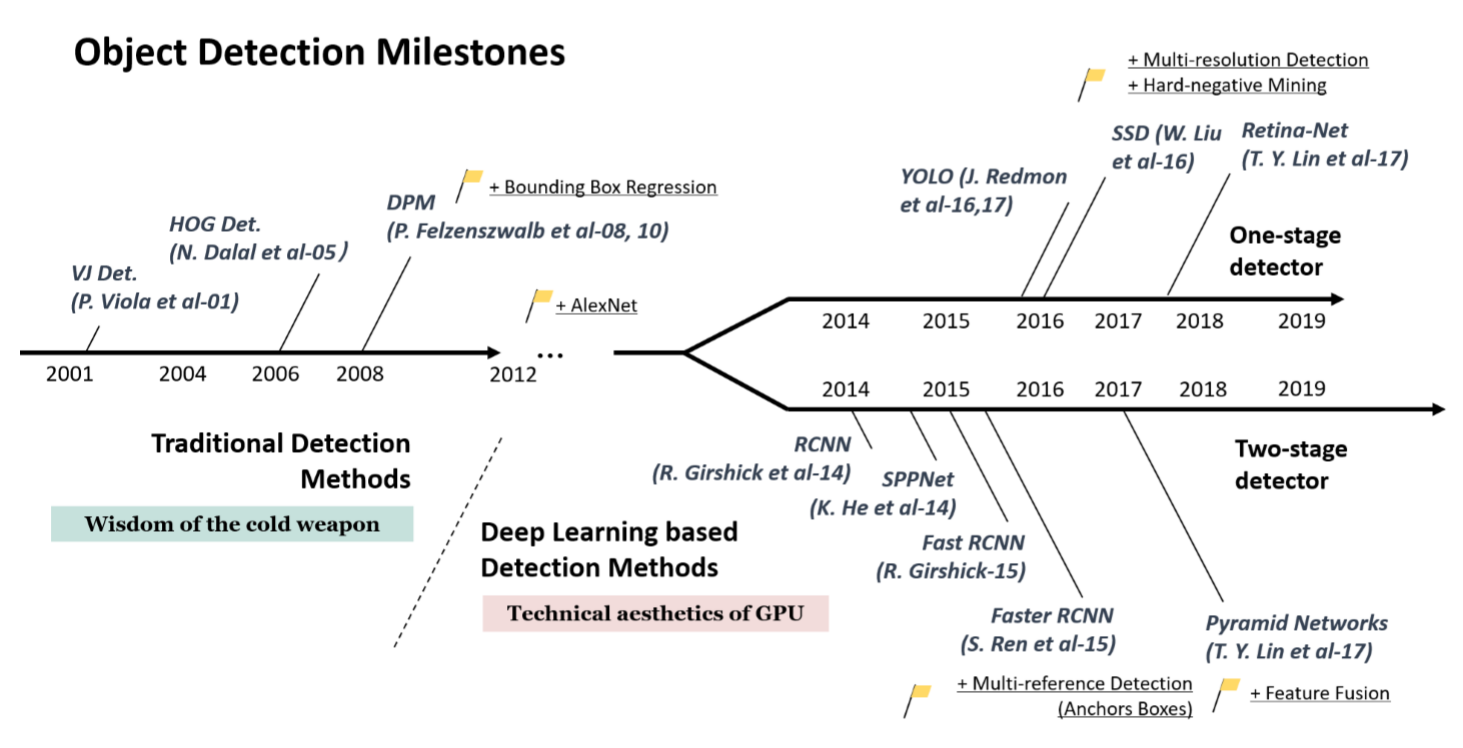 Object Detection Milestones
+ Multi-resolution Detection
+ Hard-negative Mining
SSD (W. Liu
et al-16)
Retina-Net
(T. Y. Lin et al-17)
YOLO (J. Redmon
et al-16,17)
+ Bounding Box Regression
DPM
(P. Felzenszwalb et al-08, 10)
HOG Det.
(N. Dalal et al-05)
VJ Det.
(P. Viola et al-01)
+ AlexNet
...
One-stage
detector
2014 2015 2016 2017 2018 2019
2001 2004 2006 2008 2012
2014 2015 2016 2017 2018 2019
Traditional Detection
Methods
Wisdom of the cold weapon
Deep Learning based
Detection Methods
Technical aesthetics of GPU
RCNN
(R. Girshick et al-14)
SPPNet
(K. He et al-14)
Fast RCNN
(R. Girshick-15)
Faster RCNN
(S. Ren et al-15)
+ Multi-reference Detection
(Anchors Boxes)
Two-stage
detector
Pyramid Networks
(T. Y. Lin et al-17)
+ Feature Fusion